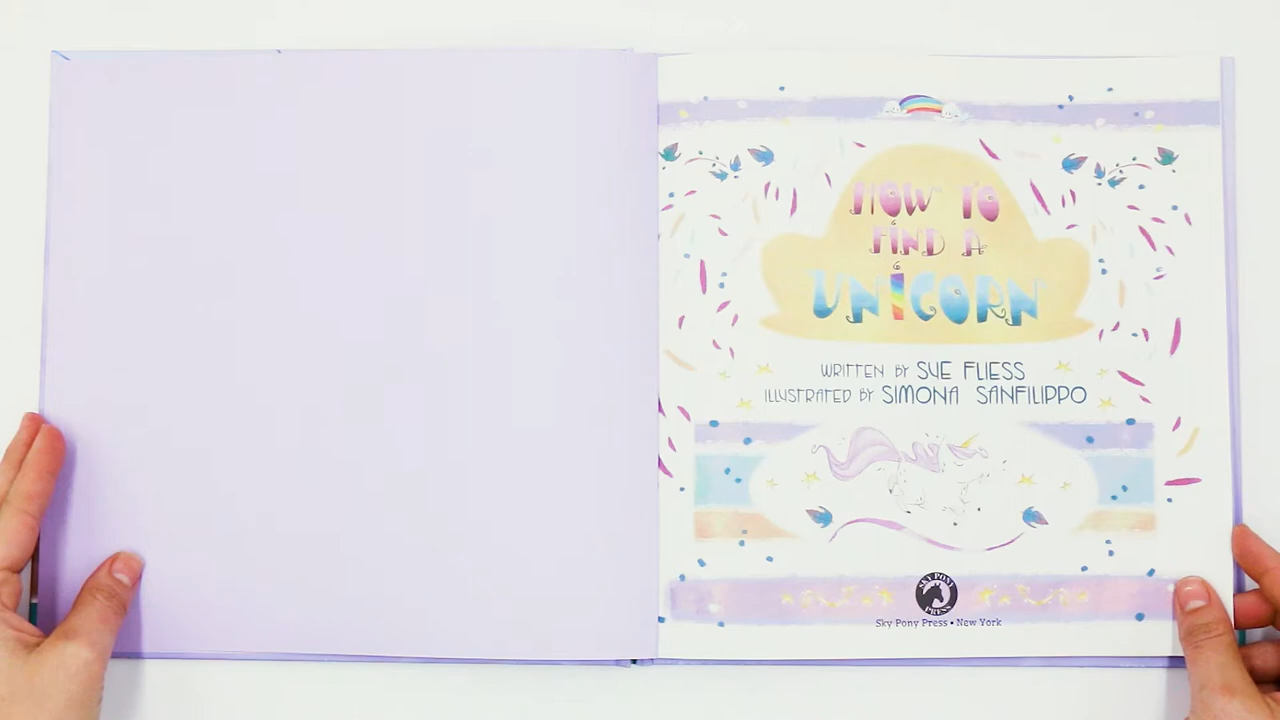 HOW TO
FIND A
UNICORN
WRITTEN BY SUE FLIESS
ILLUSTRATED BY SIMONA SANFILIPPO
SKY PONY
PRESS
Sky Pony Press • New York